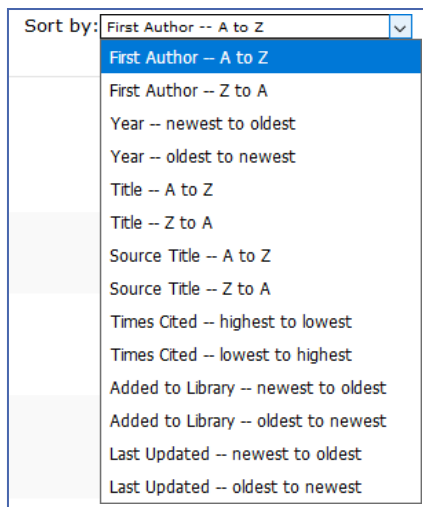 Sort by: First Author -- A to Z
First Author -- A to Z
First Author -- Z to A
Year -- newest to oldest
Year -- oldest to newest
Title -- A to Z
Title -- Z to A
Source Title -- A to Z
Source Title -- Z to A
Times Cited -- highest to lowest
Times Cited -- lowest to highest
Added to Library -- newest to oldest
Added to Library -- oldest to newest
Last Updated -- newest to oldest
Last Updated -- oldest to newest